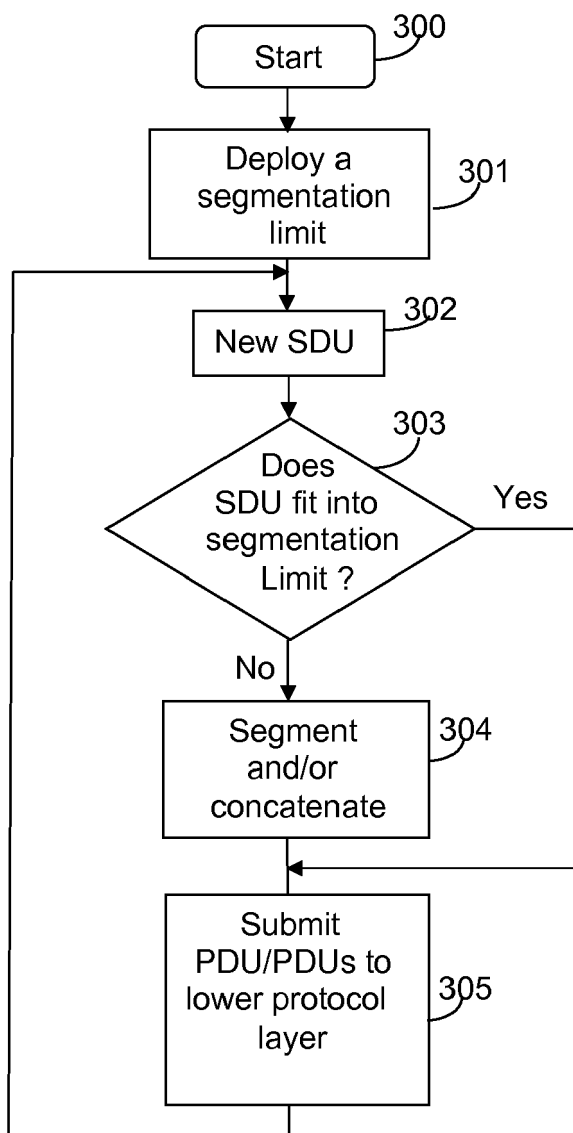 300
Start
Deploy a
segmentation
limit
301
302
New SDU
303
Does
SDU fit into
segmentation
Limit ?
Yes
No
Segment
and/or
concatenate
304
Submit
PDU/PDUs to
lower protocol
layer
305